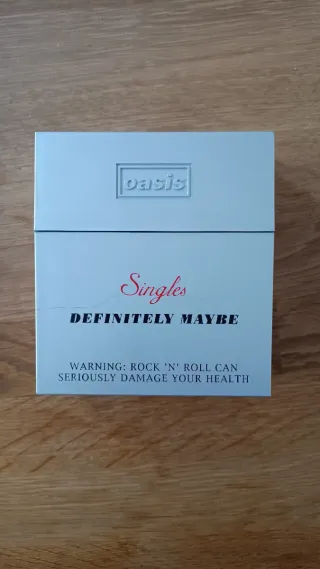 oasis
Singles
DEFINITELY MAYBE
WARNING: ROCK 'N' ROLL CAN
SERIOUSLY DAMAGE YOUR HEALTH